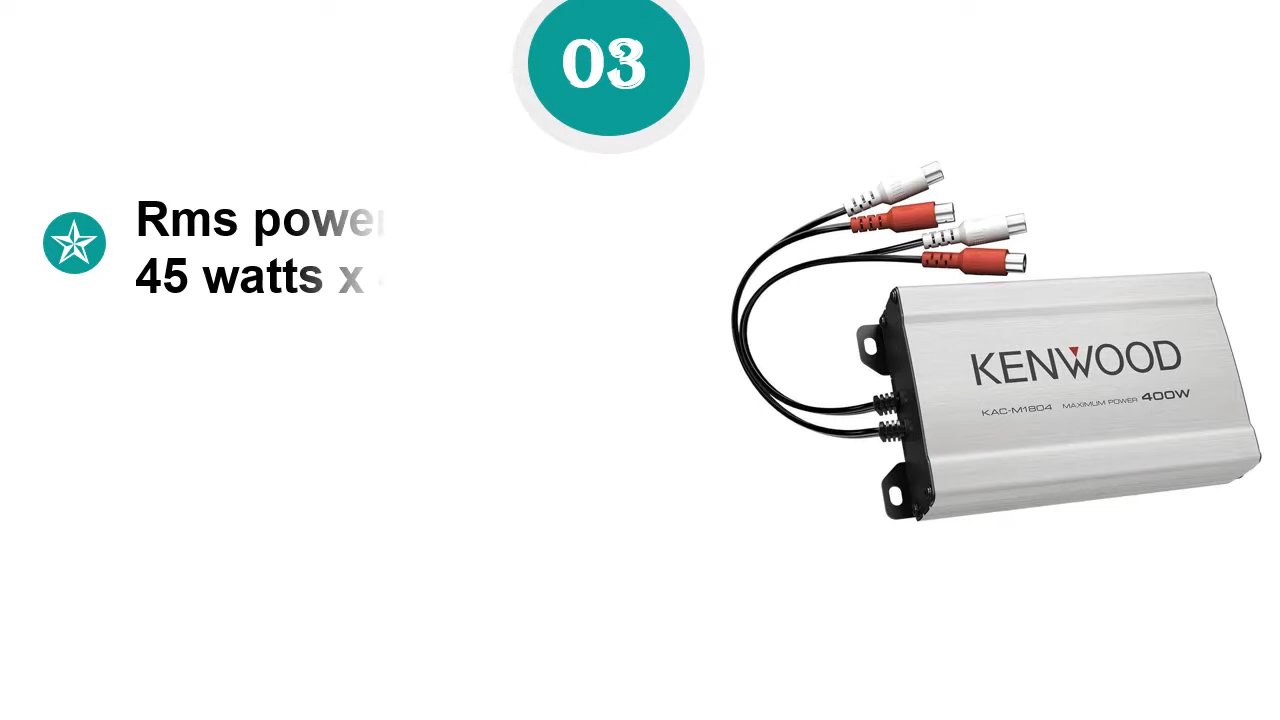 03
Rms power
45 watts x
KENWOOD
KAC-M1804 MAXIMUM POWER 400W